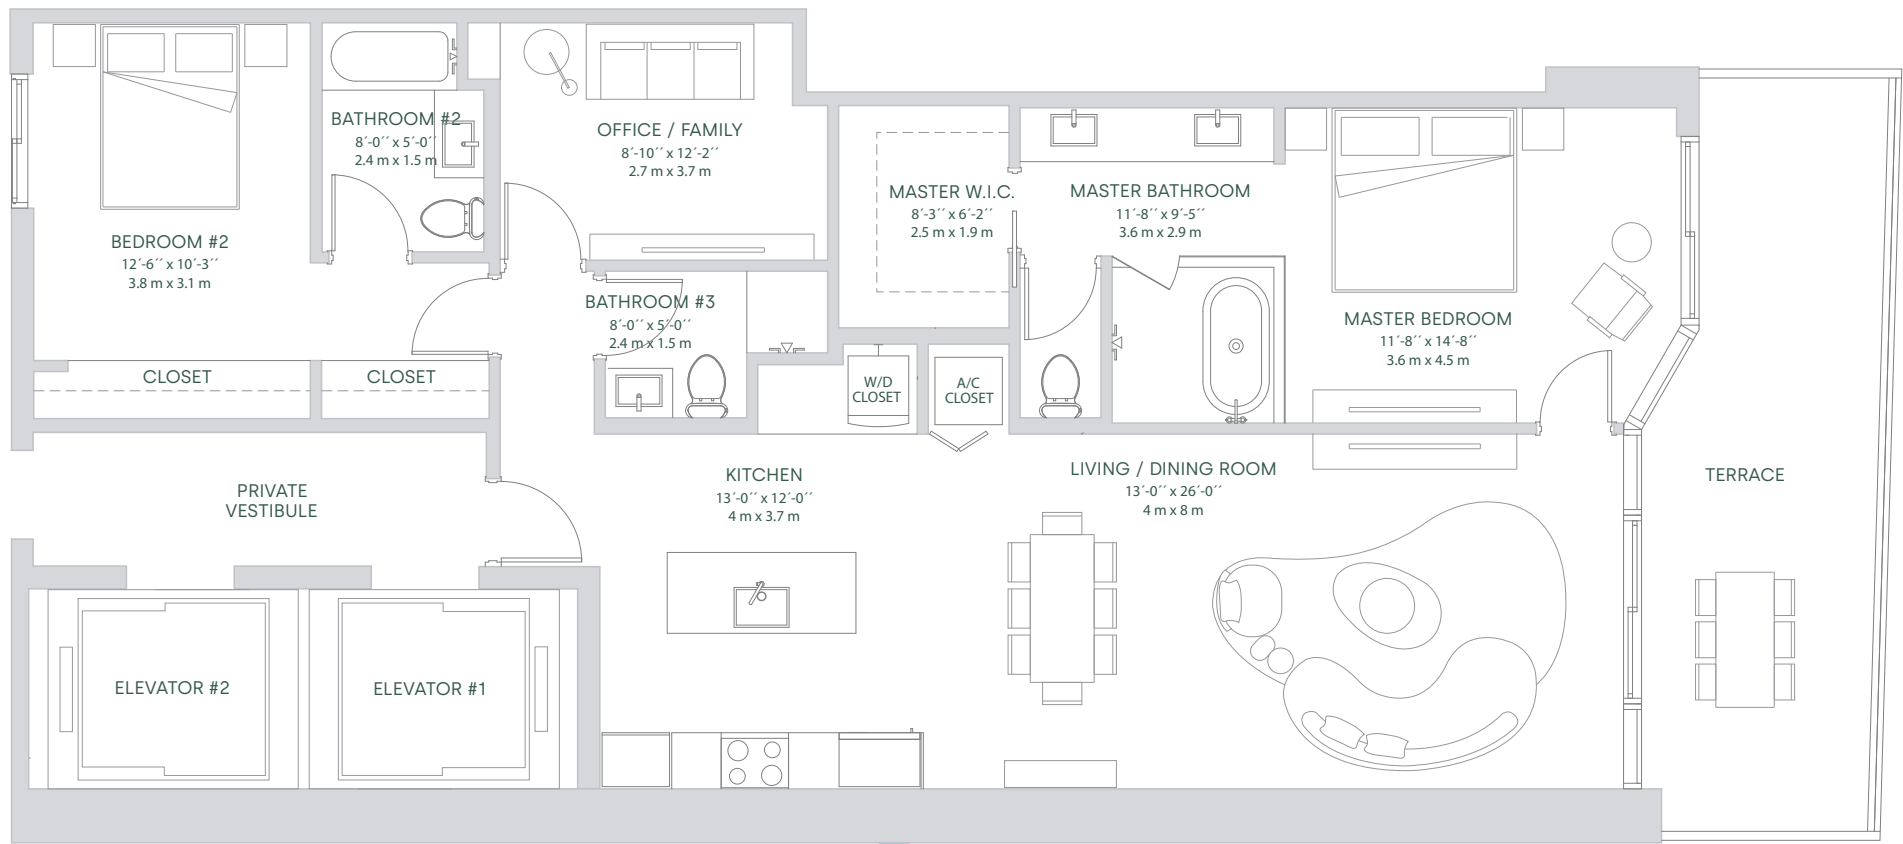 BATHROOM #2
8´-0´´ x 5´-0´´
2.4 m x 1.5 m
OFFICE / FAMILY
8´-10´´ x 12´-2´´
2.7 m x 3.7 m
MASTER W.I.C.
8´-3´´ x 6´-2´´
2.5 m x 1.9 m
MASTER BATHROOM
11´-8´´ x 9´-5´´
3.6 m x 2.9 m
BEDROOM #2
12´-6´´ x 10´-3´´
3.8 m x 3.1 m
BATHROOM #3
8´-0´´ x 5´-0´´
2.4 m x 1.5 m
MASTER BEDROOM
11´-8´´ x 14´-8´´
3.6 m x 4.5 m
CLOSET
CLOSET
W/D
CLOSET
A/C
CLOSET
PRIVATE
VESTIBULE
KITCHEN
13´-0´´ x 12´-0´´
4 m x 3.7 m
LIVING / DINING ROOM
13´-0´´ x 26´-0´´
4 m x 8 m
TERRACE
ELEVATOR #2
ELEVATOR #1